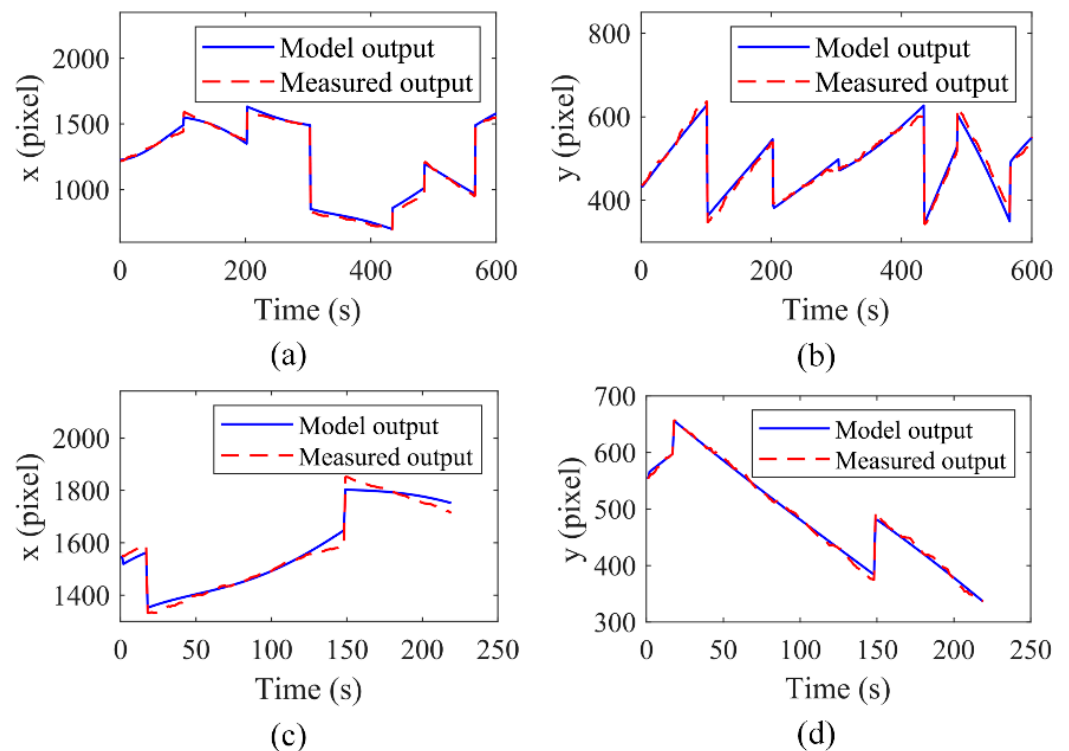 2000
1500
1000
x (pixel)
Model output
Measured output
0
200
400
600
Time (s)
(a)
800
600
400
y (pixel)
Model output
Measured output
0
200
400
600
Time (s)
(b)
2000
1800
1600
1400
x (pixel)
Model output
Measured output
0
50
100
150
200
250
Time (s)
(c)
700
600
500
400
300
y (pixel)
Model output
Measured output
0
50
100
150
200
250
Time (s)
(d)